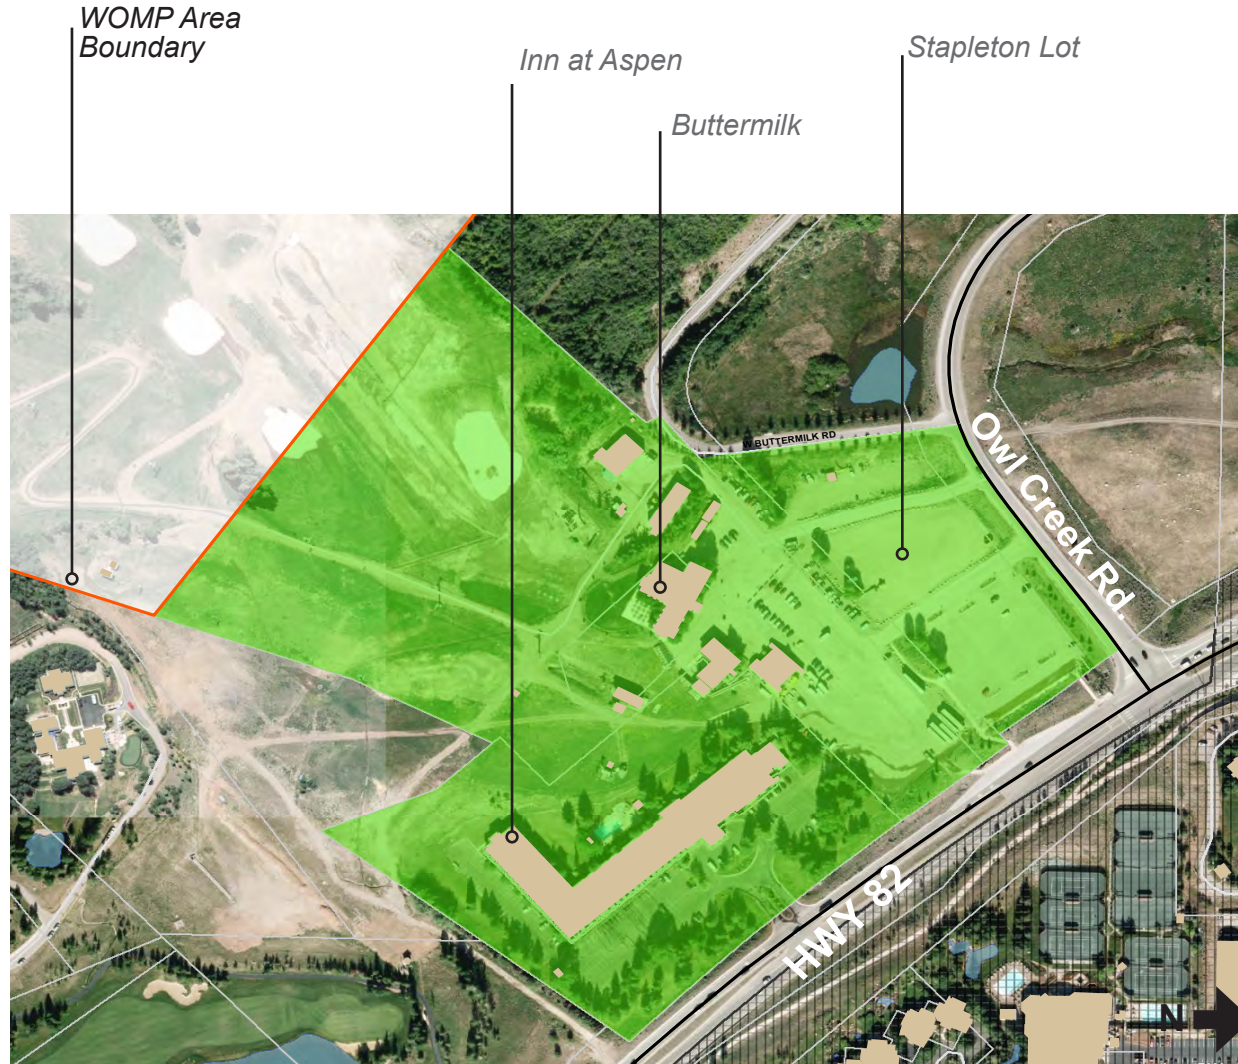 WOMP Area
Boundary
Inn at Aspen
Stapleton Lot
Buttermilk
W BUTTERMILK RD
Owl Creek Rd.
HWY 82
N